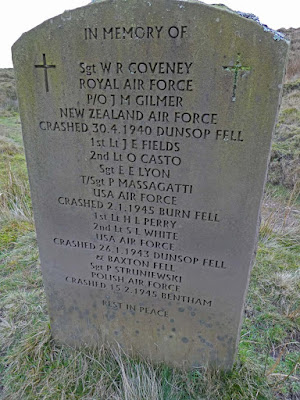 IN MEMORY OF
Sgt W R COVENEY
ROYAL AIR FORCE
P/O J M GILMER
NEW ZEALAND AIR FORCE
CRASHED 30.4.1940 DUNSOP FELL
1st Lt J E FIELDS
2nd Lt O CASTO
Sgt E E LYON
T/Sgt P MASSAGATTI
USA AIR FORCE
CRASHED 2.1.1945 BURN FELL
1st Lt H L PERRY
2nd Lt S L WHITE
USA AIR FORCE
CRASHED 26.1.1943 DUNSOP FELL
& BAXTON FELL
Sgt P STRUNIEWSKI
POLISH AIR FORCE
CRASHED 15.2.1945 BENTHAM
REST IN PLACE